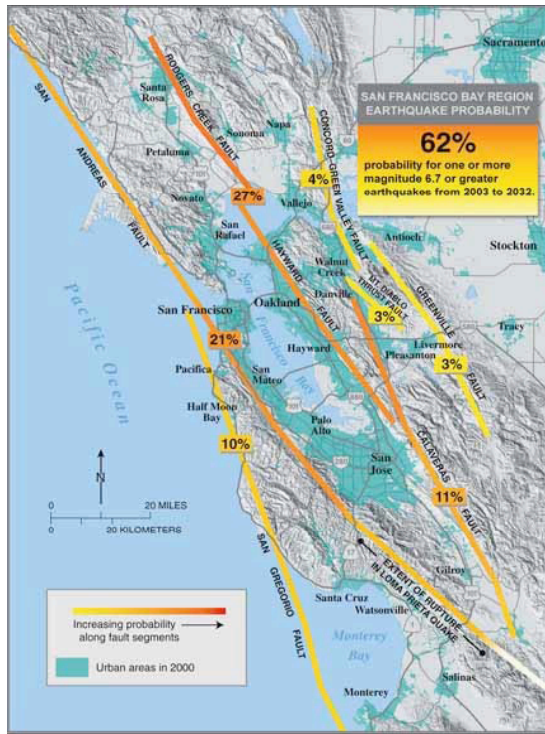 Sacramento
SAN FRANCISCO BAY REGION
EARTHQUAKE PROBABILITY
62%
probability for one or more
magnitude 6.7 or greater
earthquakes from 2003 to 2032.
SAN
ANDREAS
FAULT
RODGERS
CREEK
FAULT
Santa
Rosa
Sonoma
Napa
Petaluma
CONCORD-GREEN VALLEY FAULT
4%
27%
Novato
Vallejo
San
Rafael
HAYWARD
FAULT
Antioch
Stockton
Walnut
Creek
MT. DIABLO
THRUST FAULT
GREENVILLE
FAULT
Danville
3%
Pacific Ocean
San Francisco
Oakland
San Francisco Bay
Tracy
Livermore
Pleasanton
3%
21%
Hayward
Pacifica
San
Mateo
Half Moon
Bay
Palo
Alto
10%
San
Jose
CALAVERAS
FAULT
11%
N
0 20 MILES
0 20 KILOMETERS
SAN
GREGORIO
FAULT
EXTENT OF RUPTURE
IN LOMA PRIETA QUAKE
Gilroy
Santa Cruz
Watsonville
Monterey
Bay
Salinas
Monterey
Increasing probability
along fault segments
Urban areas in 2000